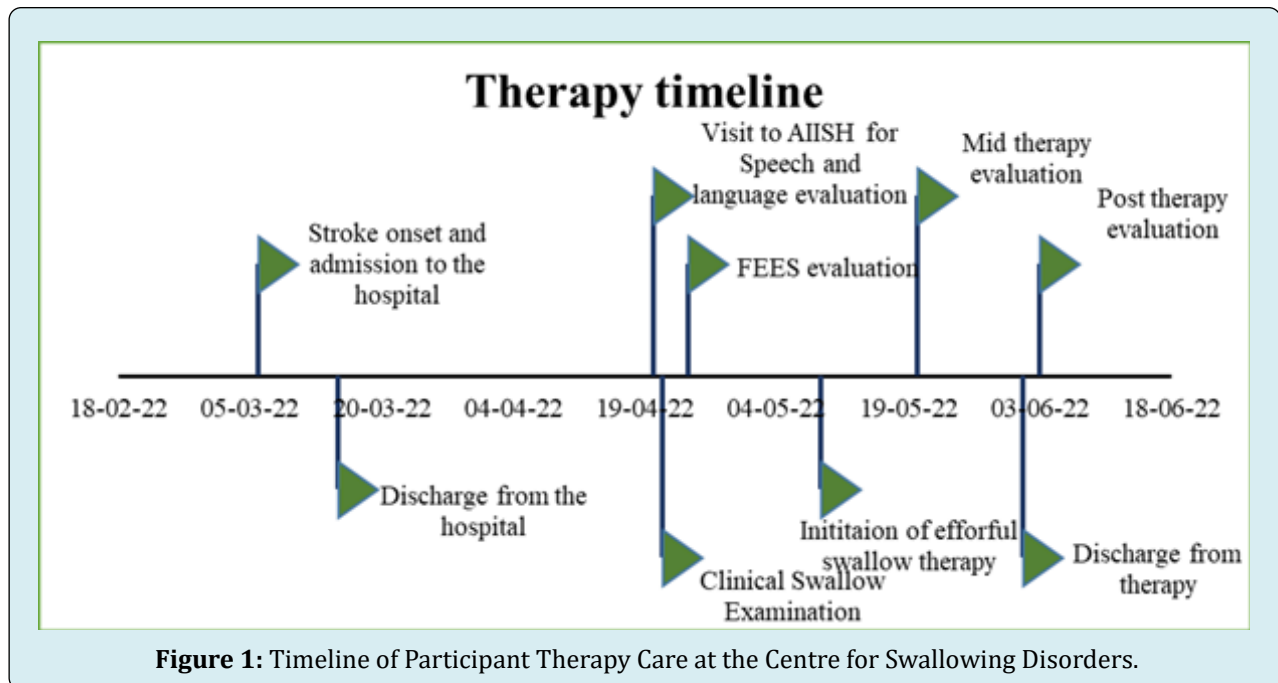 Therapy timeline
Visit to AIISH for
Speech and
language evaluation
Mid therapy
evaluation
Post therapy
evaluation
Stroke onset and
admission to the
hospital
FEES evaluation
18-02-22 05-03-22 20-03-22 04-04-22 19-04-22 04-05-22 19-05-22 03-06-22 18-06-22
Discharge from the
hospital
Inititaion of efforful
swallow therapy
Clinical Swallow
Examination
Discharge from
therapy
Figure 1: Timeline of Participant Therapy Care at the Centre for Swallowing Disorders.